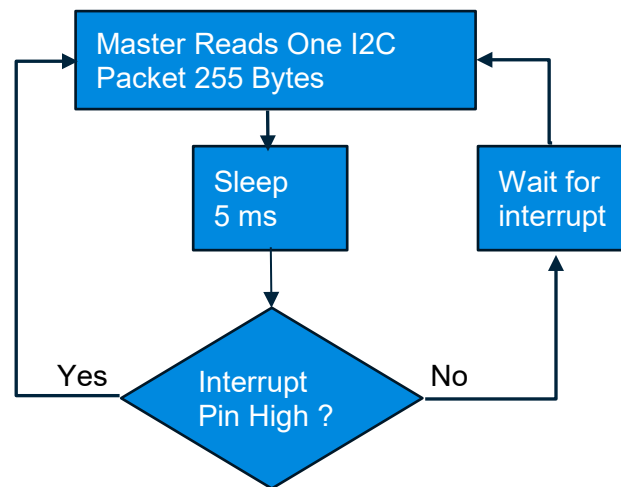 Master Reads One I2C
Packet 255 Bytes
Sleep
5 ms
Wait for
interrupt
Yes
Interrupt
Pin High ?
No